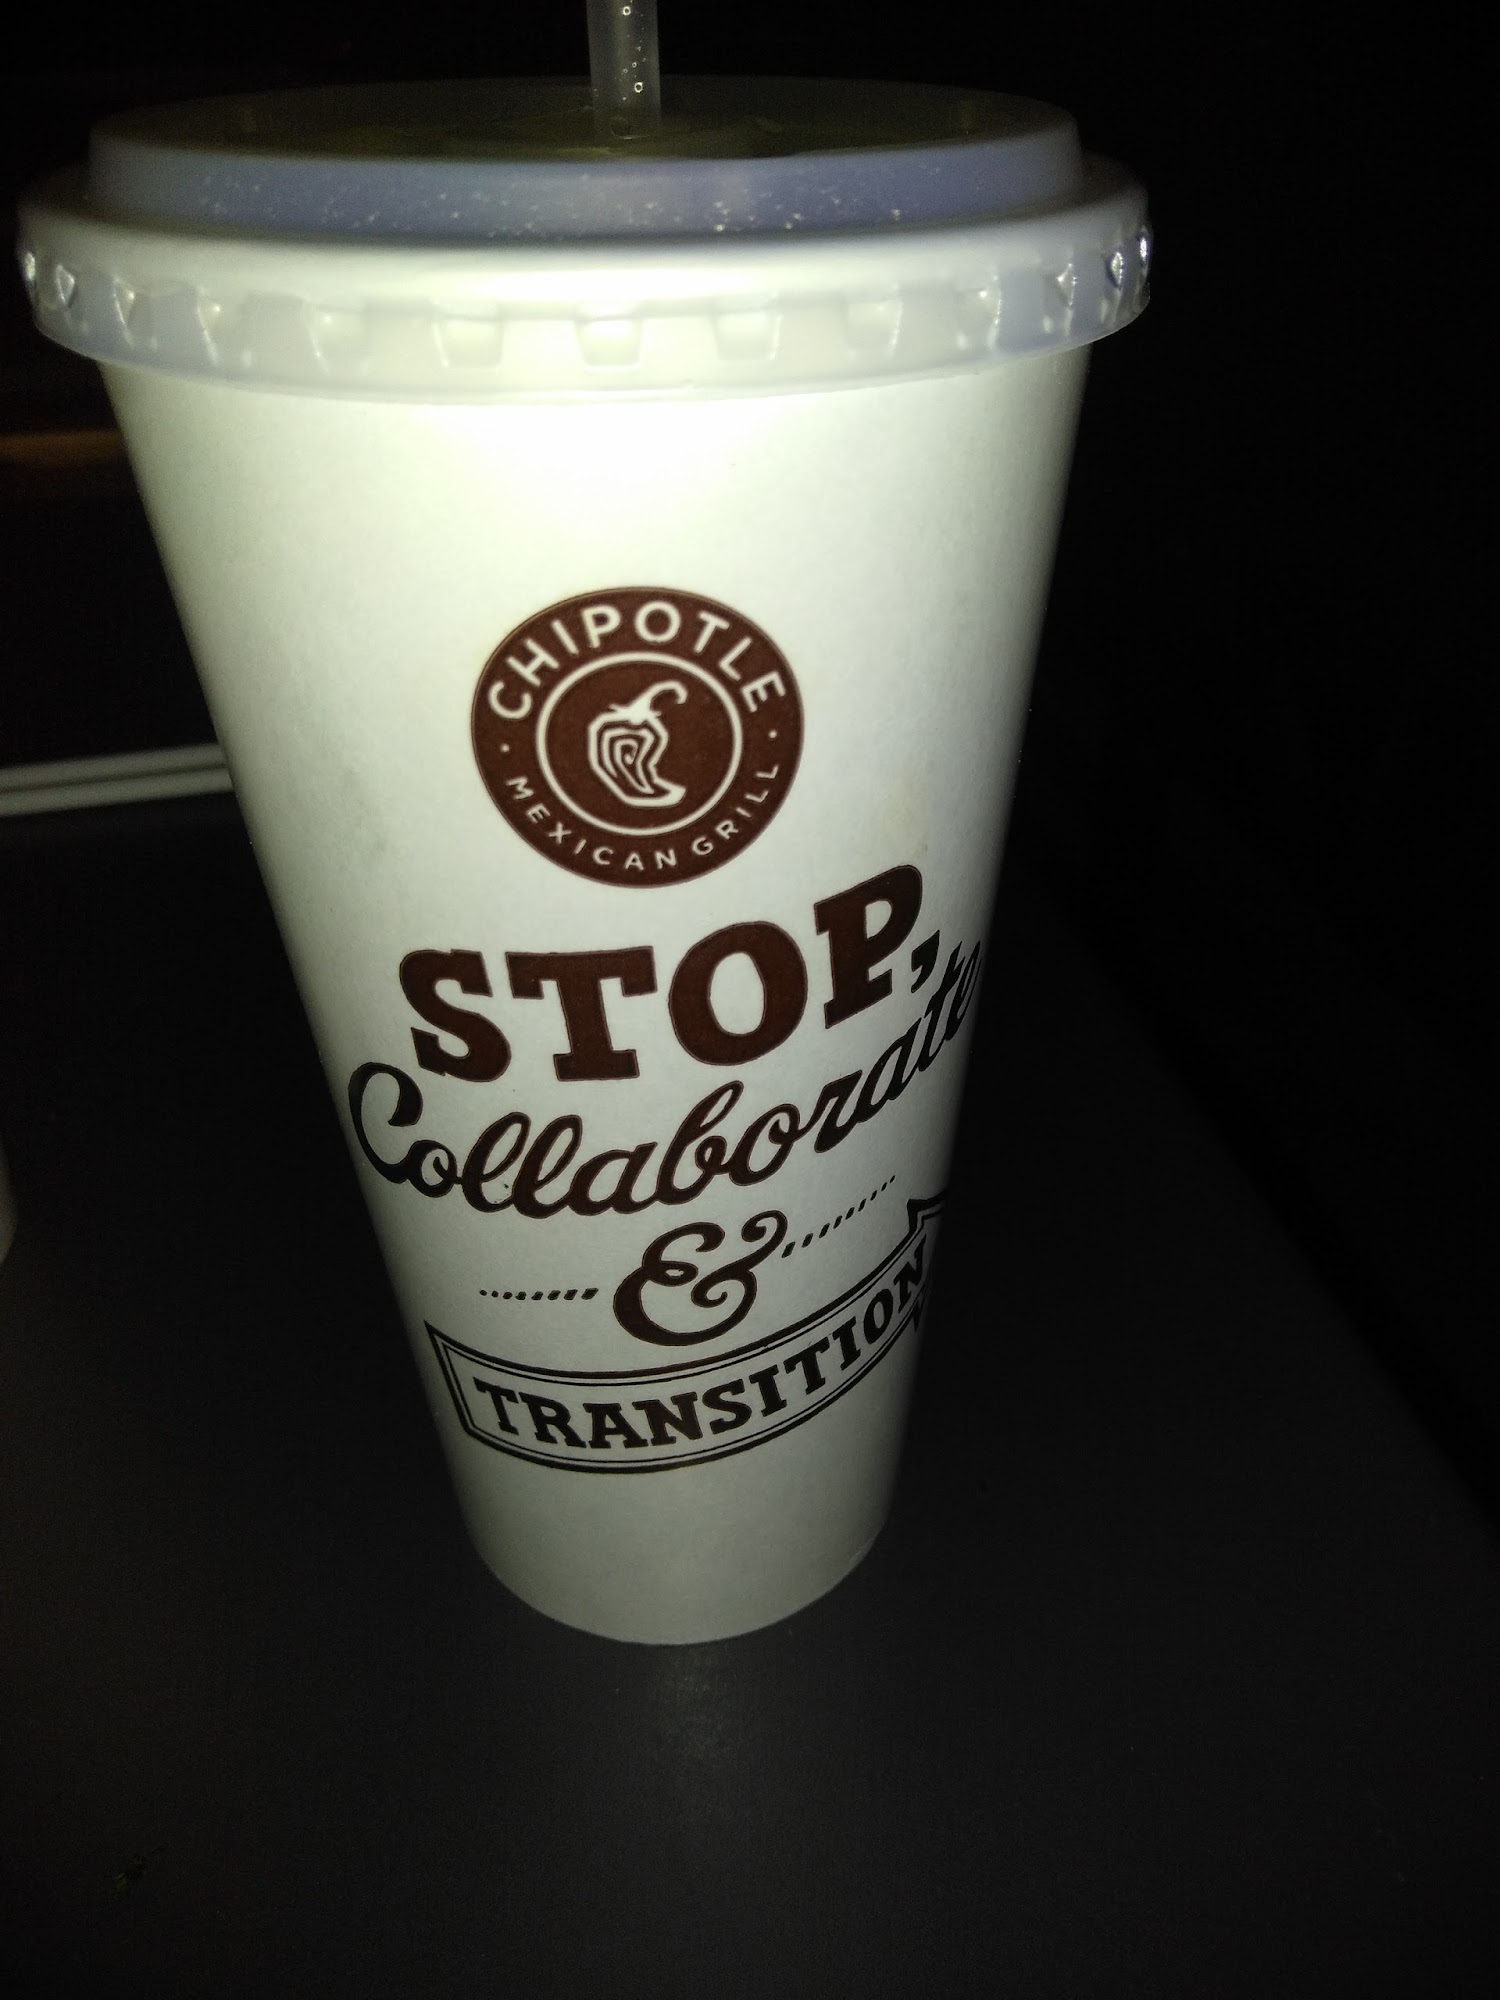 CHIPOTLE
MEXICAN GRILL
STOP,
Collaborate
&
TRANSITION